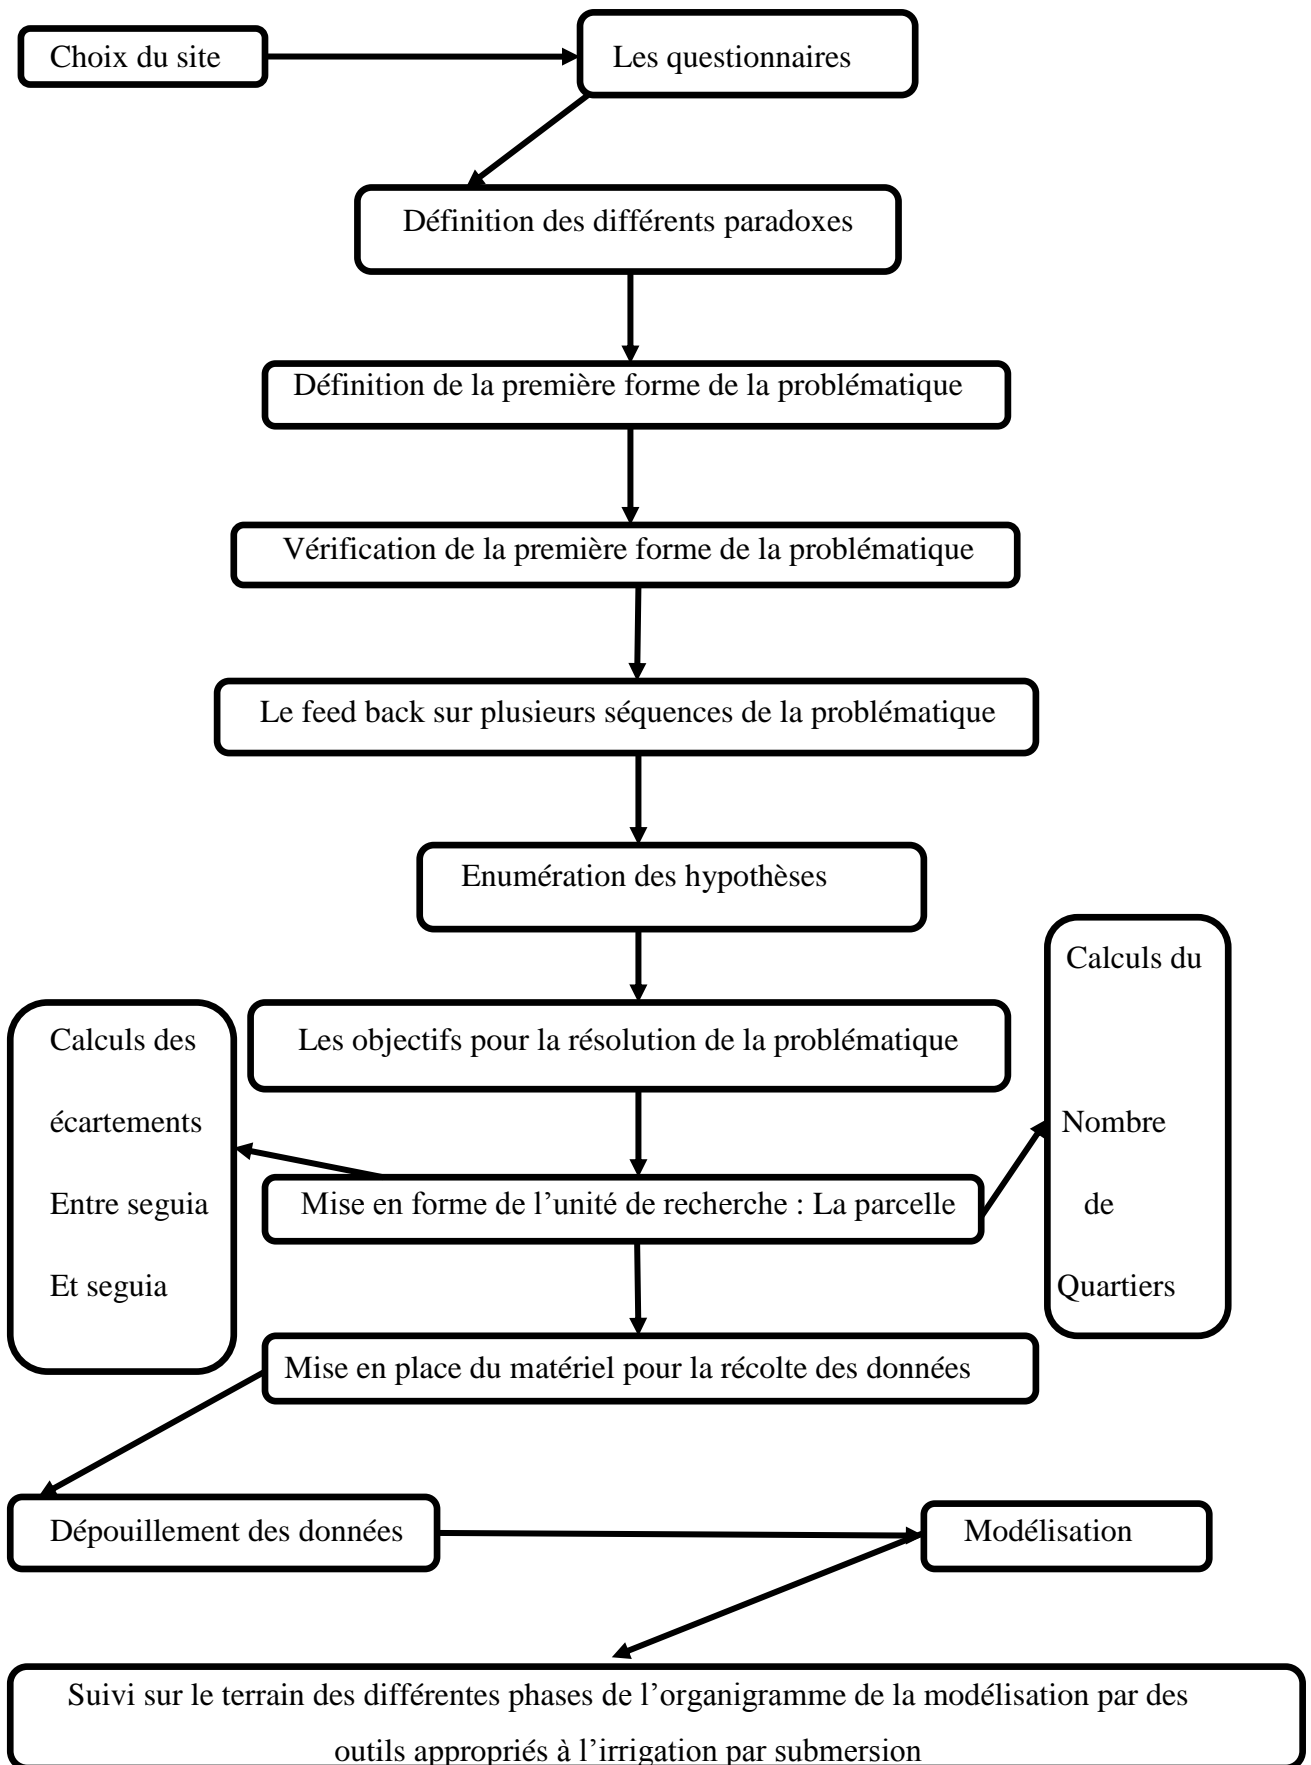 Choix du site
Les questionnaires
Définition des différents paradoxes
Définition de la première forme de la problématique
Vérification de la première forme de la problématique
Le feed back sur plusieurs séquences de la problématique
Enumération des hypothèses
Les objectifs pour la résolution de la problématique
Calculs des
écartements
Entre seguia
Et seguia
Mise en forme de l’unité de recherche : La parcelle
Calculs du
Nombre
de
Quartiers
Mise en place du matériel pour la récolte des données
Dépouillement des données
Modélisation
Suivi sur le terrain des différentes phases de l’organigramme de la modélisation par des
outils appropriés à l’irrigation par submersion